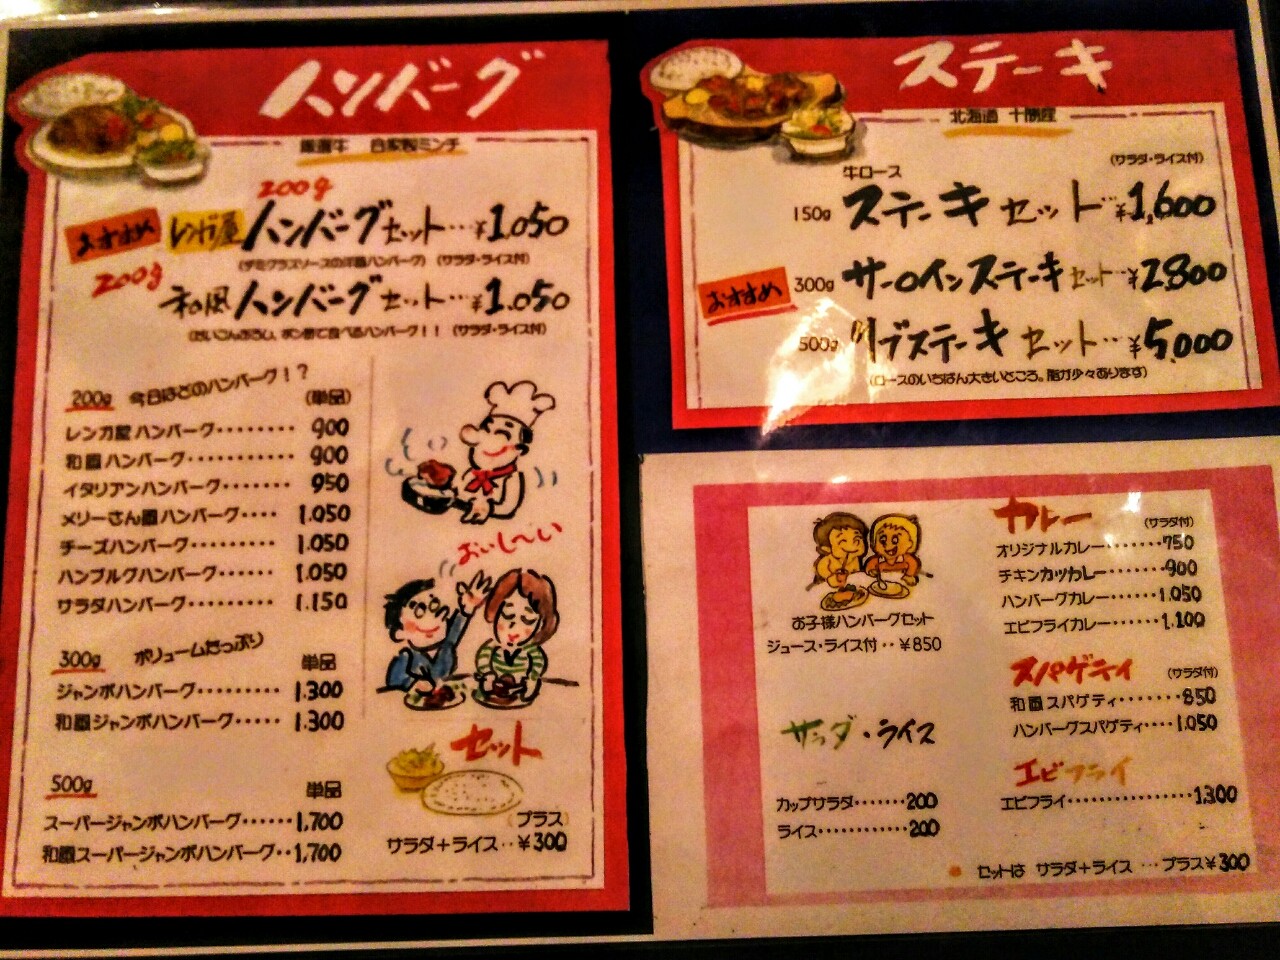 ハンバーグ
厳選牛 自家製ミンチ
200g
おすすめ レンガ屋 ハンバーグセット…¥1,050
(デミグラスソースの洋風ハンバーグ) (サラダ・ライス付)
200g
和風ハンバーグセット…¥1.050
(だいこんおろし、ポン酢で食べるハンバーグ!!(サラダ・ライス付)
200g 今日はどのハンバーグ!?
(単品)
レンガ屋ハンバーグ・・・・・・・・ 900
和風ハンバーグ・・・・・・・・・・・ 900
イタリアンハンバーグ・・・・・・・ 950
メリーさん風ハンバーグ・・・・ 1.050
チーズハンバーグ・・・・・・・・・ 1.050
ハンブルグハンバーグ・・・・・・ 1.050
サラダハンバーグ・・・・・・・・・ 1.150
300g ボリュームたっぷり
単品
ジャンボハンバーグ・・・・・・・・・ 1.300
和風ジャンボハンバーグ・・・・・ 1.300
500g
単品
スーパージャンボハンバーグ・・・・・・1,700
和風スーパージャンボハンバーグ・・1,700
おいし〜い
セット
(プラス)
サラダ+ライス・・¥300
ステーキ
北海道 十勝産
(サラダ・ライス付)
牛ロース
150g ステーキセット…¥1,600
おすすめ 300g サーロインステーキセット…¥2800
500g リブステーキセット…¥5,000
(ロースのいちばん大きいところ。脂が少々あります)
お子様ハンバーグセット
ジュース・ライス付・・¥850
サラダ・ライス
カップサラダ・・・・・・・200
ライス・・・・・・・・・・・・200
カレー
(サラダ付)
オリジナルカレー・・・・・・・750
チキンカツカレー・・・・・・・900
ハンバーグカレー・・・・・・1.050
エビフライカレー・・・・・・1,100
スパゲティ
(サラダ付)
和風スパゲティ・・・・・・・850
ハンバーグスパゲティ・・・・1.050
エビフライ
エビフライ・・・・・・・・・・・・・・1,300
セットは サラダ+ライス …プラス¥300